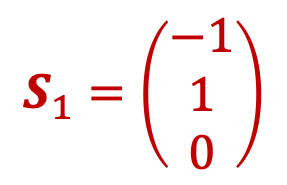 s₁ = (−1
1
0)